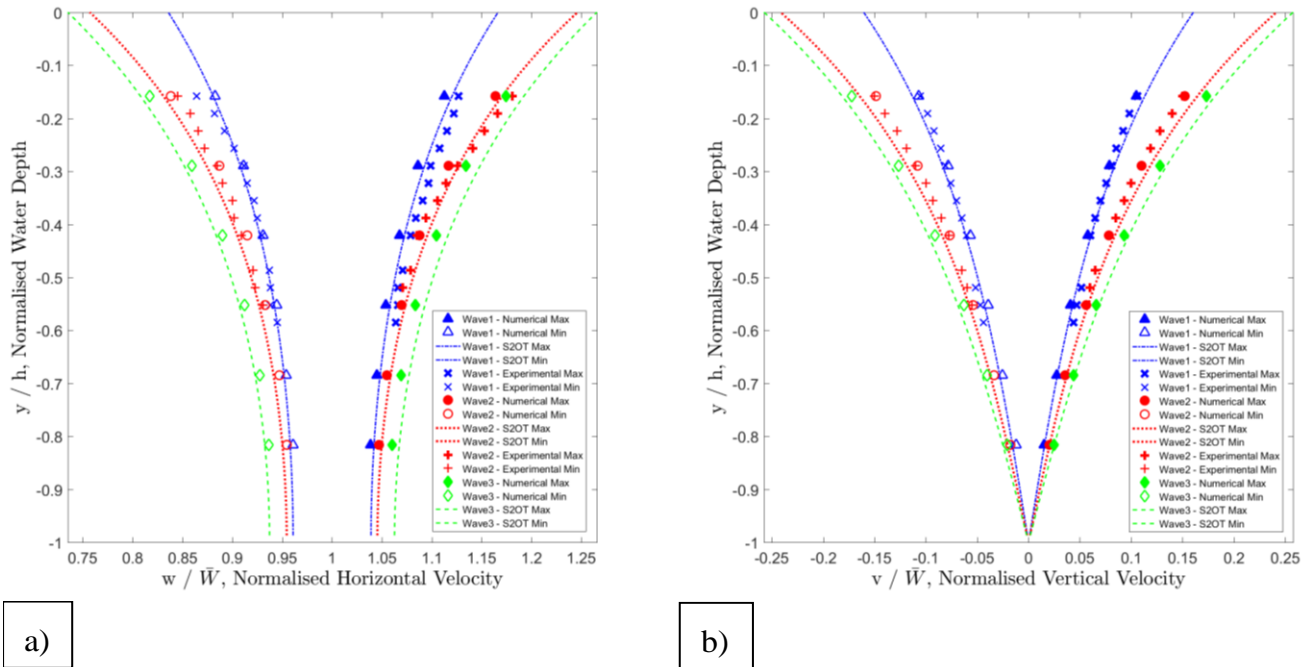 0
-0.1
-0.2
-0.3
-0.4
-0.5
-0.6
-0.7
-0.8
-0.9
-1
y / h, Normalised Water Depth
0.75 0.8 0.85 0.9 0.95 1 1.05 1.1 1.15 1.2 1.25
w / W̄, Normalised Horizontal Velocity
Wave1 - Numerical Max
Wave1 - Numerical Min
Wave1 - S2OT Max
Wave1 - S2OT Min
Wave1 - Experimental Max
Wave1 - Experimental Min
Wave2 - Numerical Max
Wave2 - Numerical Min
Wave2 - S2OT Max
Wave2 - S2OT Min
Wave2 - Experimental Max
Wave2 - Experimental Min
Wave3 - Numerical Max
Wave3 - Numerical Min
Wave3 - S2OT Max
Wave3 - S2OT Min
a)
0
-0.1
-0.2
-0.3
-0.4
-0.5
-0.6
-0.7
-0.8
-0.9
-1
y / h, Normalised Water Depth
-0.25 -0.2 -0.15 -0.1 -0.05 0 0.05 0.1 0.15 0.2 0.25
v / W̄, Normalised Vertical Velocity
Wave1 - Numerical Max
Wave1 - Numerical Min
Wave1 - S2OT Max
Wave1 - S2OT Min
Wave1 - Experimental Max
Wave1 - Experimental Min
Wave2 - Numerical Max
Wave2 - Numerical Min
Wave2 - S2OT Max
Wave2 - S2OT Min
Wave2 - Experimental Max
Wave2 - Experimental Min
Wave3 - Numerical Max
Wave3 - Numerical Min
Wave3 - S2OT Max
Wave3 - S2OT Min
b)